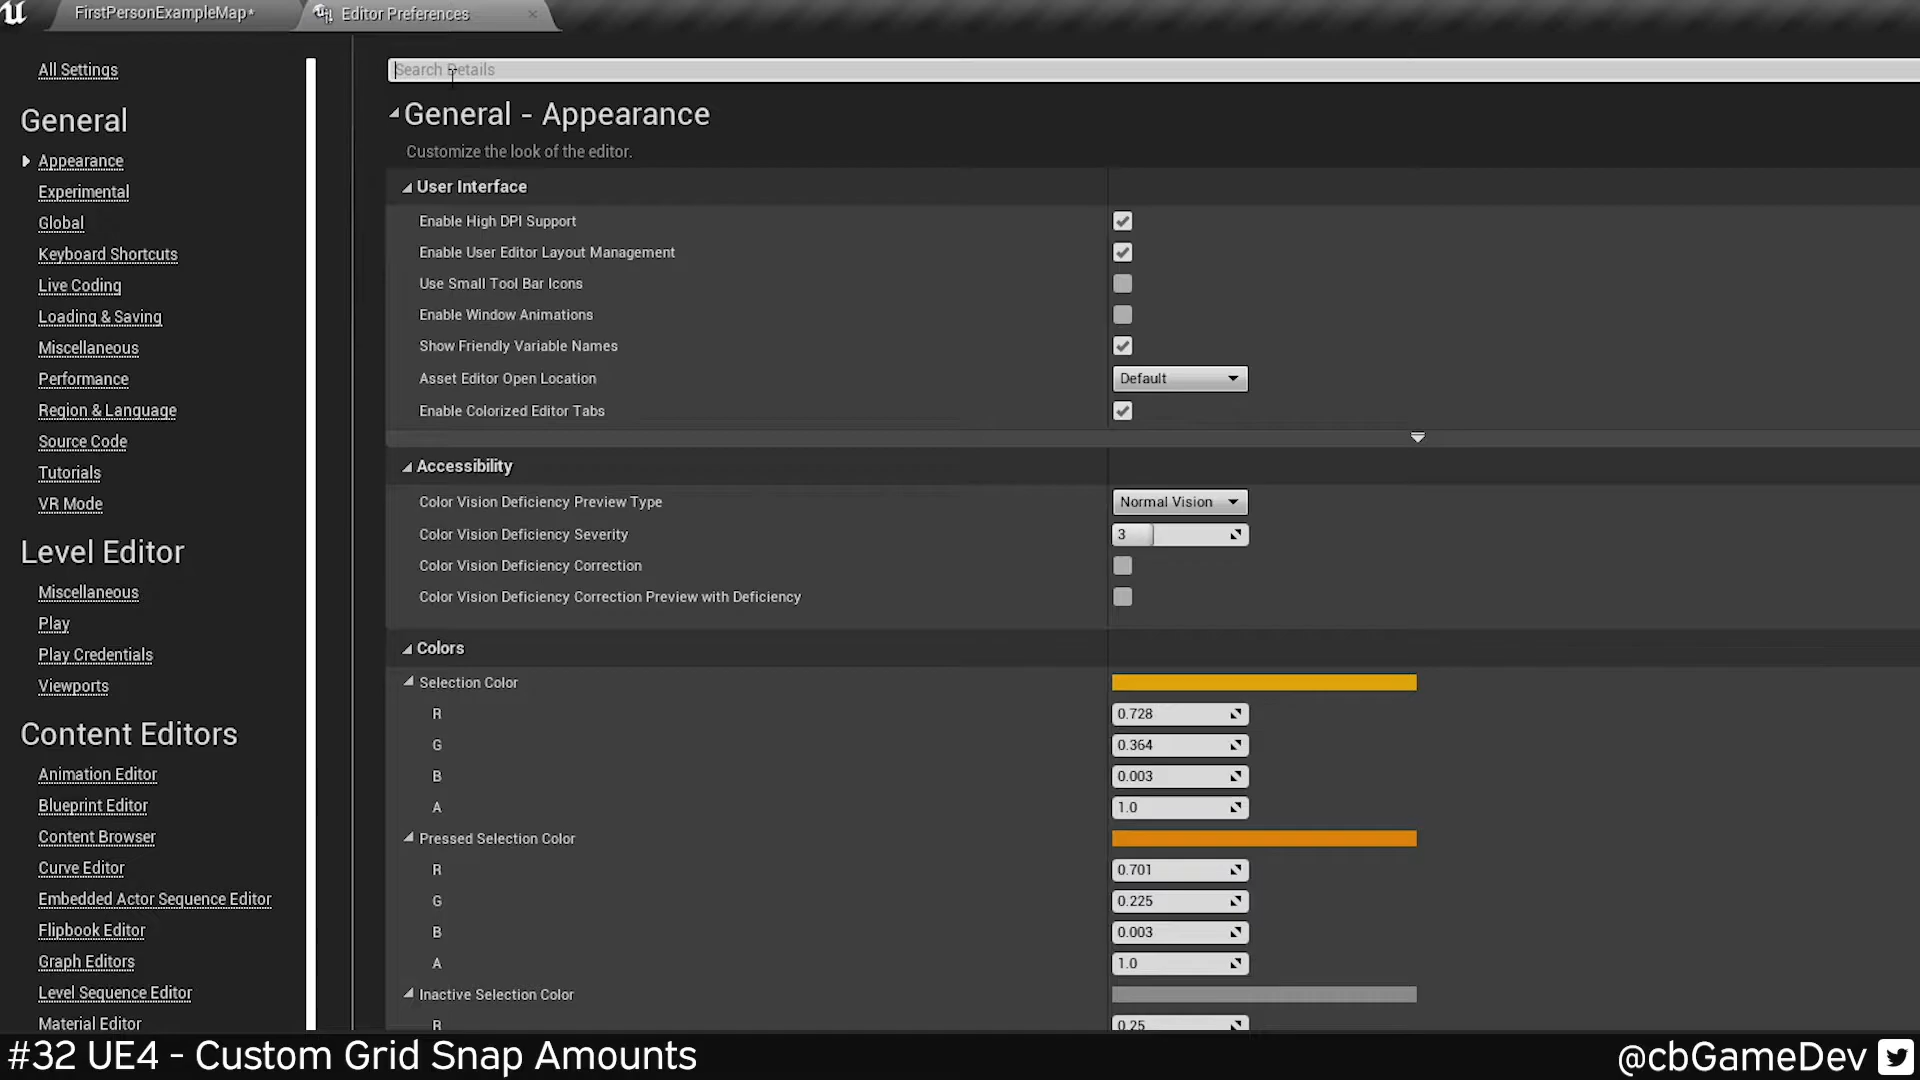 FirstPersonExampleMap*
Editor Preferences
All Settings
General
Appearance
Experimental
Global
Keyboard Shortcuts
Live Coding
Loading & Saving
Miscellaneous
Performance
Region & Language
Source Code
Tutorials
VR Mode
Level Editor
Miscellaneous
Play
Play Credentials
Viewports
Content Editors
Animation Editor
Blueprint Editor
Content Browser
Curve Editor
Embedded Actor Sequence Editor
Flipbook Editor
Graph Editors
Level Sequence Editor
Material Editor
Search Details
General - Appearance
Customize the look of the editor.
User Interface
Enable High DPI Support
Enable User Editor Layout Management
Use Small Tool Bar Icons
Enable Window Animations
Show Friendly Variable Names
Asset Editor Open Location Default
Enable Colorized Editor Tabs
Accessibility
Color Vision Deficiency Preview Type Normal Vision
Color Vision Deficiency Severity 3
Color Vision Deficiency Correction
Color Vision Deficiency Correction Preview with Deficiency
Colors
Selection Color
R 0.728
G 0.364
B 0.003
A 1.0
Pressed Selection Color
R 0.701
G 0.225
B 0.003
A 1.0
Inactive Selection Color
R 0.25
#32 UE4 - Custom Grid Snap Amounts
@cbGameDev